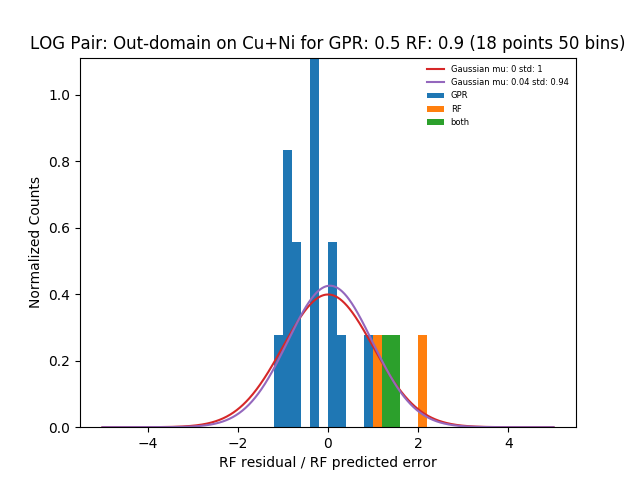 LOG Pair: Out-domain on Cu+Ni for GPR: 0.5 RF: 0.9 (18 points 50 bins)
Gaussian mu: 0 std: 1
Gaussian mu: 0.04 std: 0.94
GPR
RF
both
Normalized Counts
1.0
0.8
0.6
0.4
0.2
0.0
−4
−2
0
2
4
RF residual / RF predicted error